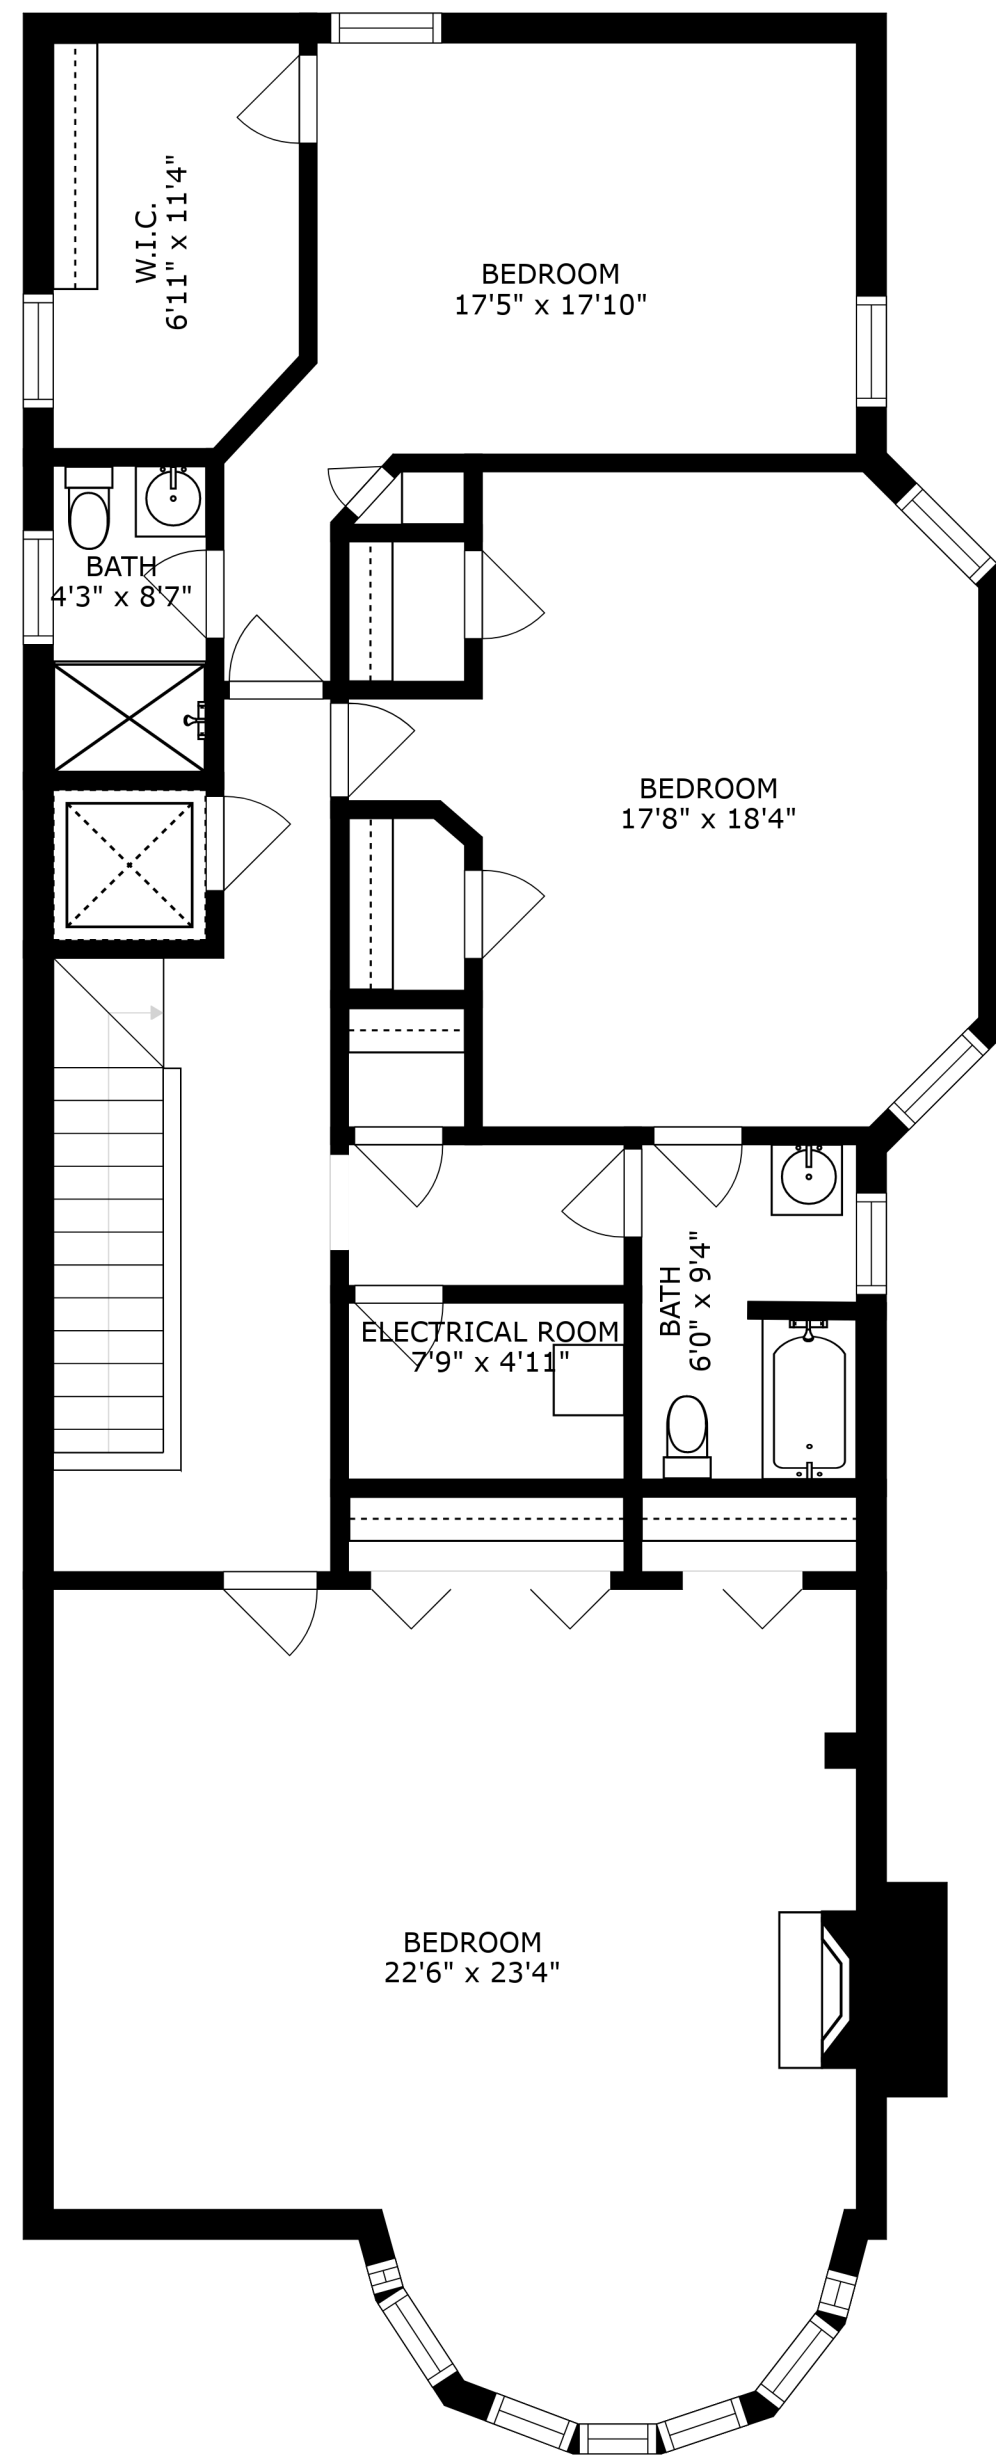 W.I.C.
6'11" x 11'4"
BEDROOM
17'5" x 17'10"
BATH
4'3" x 8'7"
BEDROOM
17'8" x 18'4"
BATH
6'0" x 9'4"
ELECTRICAL ROOM
7'9" x 4'11"
BEDROOM
22'6" x 23'4"